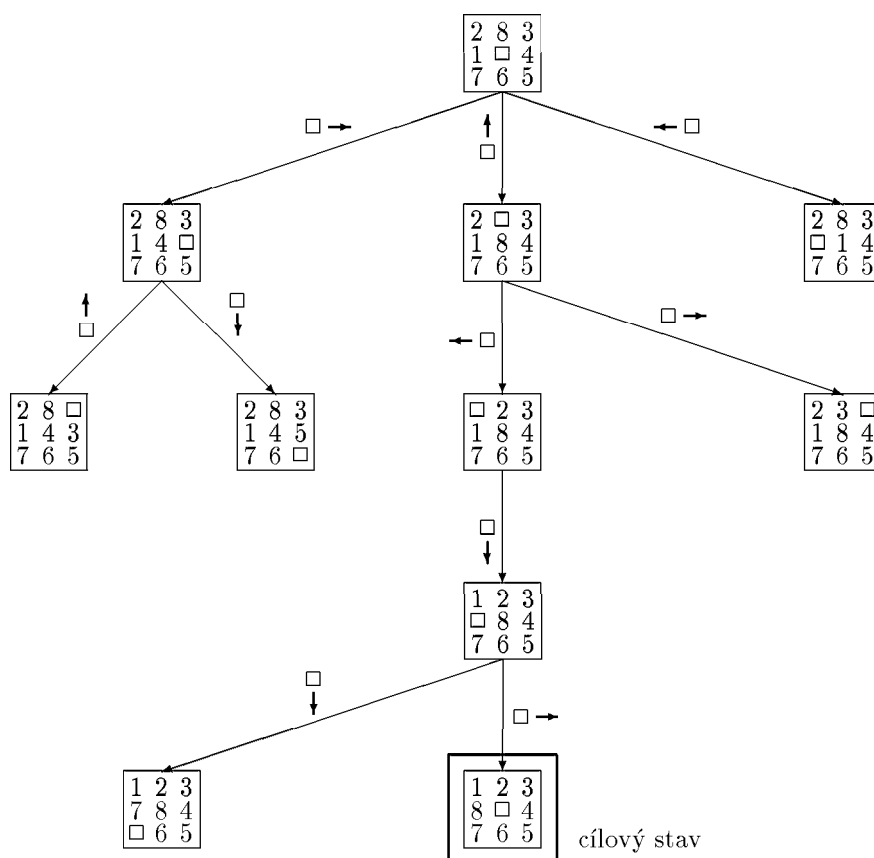 2 8 3
1 □ 4
7 6 5
□ →
↑
□
← □
2 8 3
1 4 □
7 6 5
2 □ 3
1 8 4
7 6 5
2 8 3
□ 1 4
7 6 5
↑
□
□
↓
← □
□ →
2 8 □
1 4 3
7 6 5
2 8 3
1 4 5
7 6 □
□ 2 3
1 8 4
7 6 5
2 3 □
1 8 4
7 6 5
□
↓
1 2 3
□ 8 4
7 6 5
□
↓
□ →
1 2 3
7 8 4
□ 6 5
1 2 3
8 □ 4
7 6 5
cílový stav